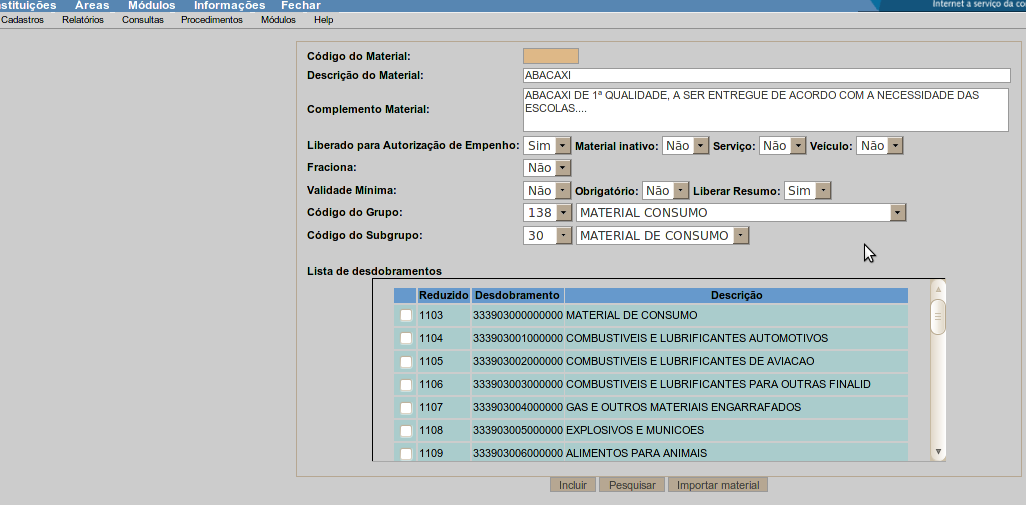 stituições Áreas Módulos Informações Fechar
Internet a serviço da co
Cadastros Relatórios Consultas Procedimentos Módulos Help
Código do Material:
Descrição do Material: ABACAXI
Complemento Material: ABACAXI DE 1ª QUALIDADE, A SER ENTREGUE DE ACORDO COM A NECESSIDADE DAS
ESCOLAS....
Liberado para Autorização de Empenho: Sim Material inativo: Não Serviço: Não Veículo: Não
Fraciona: Não
Validade Mínima: Não Obrigatório: Não Liberar Resumo: Sim
Código do Grupo: 138 MATERIAL CONSUMO
Código do Subgrupo: 30 MATERIAL DE CONSUMO
Lista de desdobramentos
Reduzido Desdobramento Descrição
1103 333903000000000 MATERIAL DE CONSUMO
1104 333903001000000 COMBUSTIVEIS E LUBRIFICANTES AUTOMOTIVOS
1105 333903002000000 COMBUSTIVEIS E LUBRIFICANTES DE AVIACAO
1106 333903003000000 COMBUSTIVEIS E LUBRIFICANTES PARA OUTRAS FINALID
1107 333903004000000 GAS E OUTROS MATERIAIS ENGARRAFADOS
1108 333903005000000 EXPLOSIVOS E MUNICOES
1109 333903006000000 ALIMENTOS PARA ANIMAIS
Incluir Pesquisar Importar material